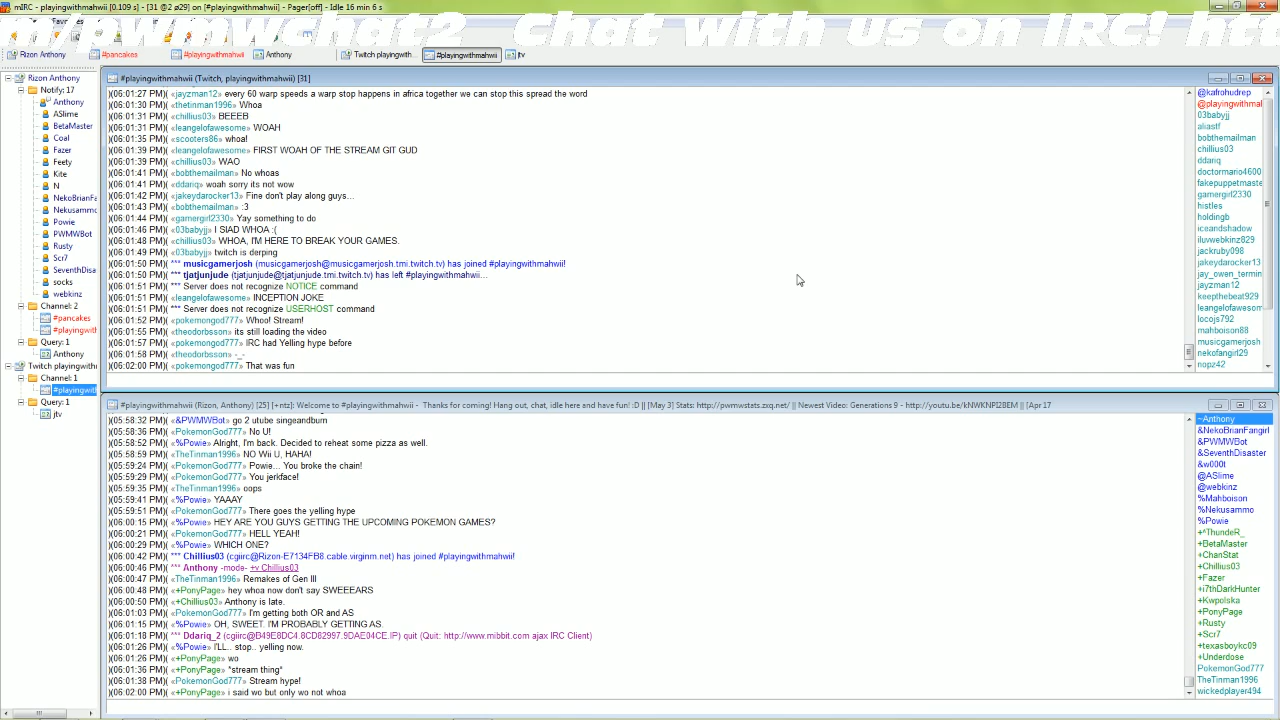 mIRC - playingwithmahwii [0.109 s] - [31 @2 ø29] on [#playingwithmahwii] - Pager[off] - Idle 16 min 6 s
/pwnwchat2 Chat with us on IRC! ht
Rizon Anthony #pancakes #playingwithmahwii Anthony Twitch playingwith... #playingwithmahwii jtv
Rizon Anthony
Notify: 17
Anthony
ASlime
BetaMaster
Coal
Fazer
Feety
Kite
N
NekoBrianFa
Nekusammo
Powie
PWMWBot
Rusty
Scr7
SeventhDisa
socks
webkinz
Channel: 2
#pancakes
#playingwith
Query: 1
Anthony
Twitch playingwith
Channel: 1
#playingwith
Query: 1
jtv
#playingwithmahwii (Twitch, playingwithmahwii) [31]
)(06:01:27 PM)( «jayzman12» every 60 warp speeds a warp stop happens in africa together we can stop this spread the word
)(06:01:30 PM)( «thetinman1996» Whoa
)(06:01:31 PM)( «chillius03» BEEEB
)(06:01:31 PM)( «leangelofawesome» WOAH
)(06:01:35 PM)( «scooters86» whoa!
)(06:01:39 PM)( «leangelofawesome» FIRST WOAH OF THE STREAM GIT GUD
)(06:01:39 PM)( «chillius03» WAO
)(06:01:41 PM)( «bobthemailman» No whoas
)(06:01:41 PM)( «ddariq» woah sorry its not wow
)(06:01:42 PM)( «jakeydarocker13» Fine don't play along guys...
)(06:01:43 PM)( «bobthemailman» :3
)(06:01:44 PM)( «gamergirl2330» Yay something to do
)(06:01:46 PM)( «03babyjj» I SIAD WHOA :(
)(06:01:48 PM)( «chillius03» WHOA, I'M HERE TO BREAK YOUR GAMES.
)(06:01:49 PM)( «03babyjj» twitch is derping
)(06:01:50 PM)( *** musicgamerjosh (musicgamerjosh@musicgamerjosh.tmi.twitch.tv) has joined #playingwithmahwii!
)(06:01:50 PM)( *** tjatjunjude (tjatjunjude@tjatjunjude.tmi.twitch.tv) has left #playingwithmahwii...
)(06:01:51 PM)( *** Server does not recognize NOTICE command
)(06:01:51 PM)( «leangelofawesome» INCEPTION JOKE
)(06:01:51 PM)( *** Server does not recognize USERHOST command
)(06:01:52 PM)( «pokemongod777» Whoo! Stream!
)(06:01:55 PM)( «theodorbsson» its still loading the video
)(06:01:57 PM)( «pokemongod777» IRC had Yelling hype before
)(06:01:58 PM)( «theodorbsson» -_-
)(06:02:00 PM)( «pokemongod777» That was fun
@kafrohudrep
@playingwithmal
03babyjj
aliastf
bobthemailman
chillius03
ddariq
doctormario4600
fakepuppetmaste
gamergirl2330
histles
holdingb
iceandshadow
iluvwebkinz829
jackruby098
jakeydarocker13
jay_owen_termin
jayzman12
keepthebeat929
leangelofawesom
locojs792
mahboison88
musicgamerjosh
nekofangirl29
nopz42
#playingwithmahwii (Rizon, Anthony) [25] [+ntz]: Welcome to #playingwithmahwii - Thanks for coming! Hang out, chat, idle here and have fun! :D || [May 3] Stats: http://pwmwstats.zxq.net/ || Newest Video: Generations 9 - http://youtu.be/kNWKNPI2BEM || [Apr 17
)(05:58:32 PM)( «&PWMWBot» go 2 utube singeandburn
)(05:58:36 PM)( «PokemonGod777» No U!
)(05:58:52 PM)( «%Powie» Alright, I'm back. Decided to reheat some pizza as well.
)(05:58:59 PM)( «TheTinman1996» NO Wii U, HAHA!
)(05:59:24 PM)( «PokemonGod777» Powie... You broke the chain!
)(05:59:29 PM)( «PokemonGod777» You jerkface!
)(05:59:35 PM)( «TheTinman1996» oops
)(05:59:41 PM)( «%Powie» YAAAY
)(05:59:51 PM)( «PokemonGod777» There goes the yelling hype
)(06:00:15 PM)( «%Powie» HEY ARE YOU GUYS GETTING THE UPCOMING POKEMON GAMES?
)(06:00:21 PM)( «PokemonGod777» HELL YEAH!
)(06:00:29 PM)( «%Powie» WHICH ONE?
)(06:00:42 PM)( *** Chillius03 (cgiirc@Rizon-E7134FB8.cable.virginm.net) has joined #playingwithmahwii!
)(06:00:46 PM)( *** Anthony -mode- +v Chillius03
)(06:00:47 PM)( «TheTinman1996» Remakes of Gen III
)(06:00:48 PM)( «+PonyPage» hey whoa now don't say SWEEEARS
)(06:00:50 PM)( «+Chillius03» Anthony is late.
)(06:01:03 PM)( «PokemonGod777» I'm getting both OR and AS
)(06:01:15 PM)( «%Powie» OH, SWEET. I'M PROBABLY GETTING AS.
)(06:01:18 PM)( *** Ddariq_2 (cgiirc@B49E8DC4.8CD82997.9DAE04CE.IP) quit (Quit: http://www.mibbit.com ajax IRC Client)
)(06:01:26 PM)( «%Powie» I'LL.. stop.. yelling now.
)(06:01:26 PM)( «+PonyPage» wo
)(06:01:36 PM)( «+PonyPage» *stream thing*
)(06:01:38 PM)( «PokemonGod777» Stream hype!
)(06:02:00 PM)( «+PonyPage» i said wo but only wo not whoa
~Anthony
&NekoBrianFangirl
&PWMWBot
&SeventhDisaster
&w000t
@ASlime
@webkinz
%Mahboison
%Nekusammo
%Powie
+^ThundeR_
+BetaMaster
+ChanStat
+Chillius03
+Fazer
+i7thDarkHunter
+Kwpolska
+PonyPage
+Rusty
+Scr7
+texasboykc09
+Underdose
PokemonGod777
TheTinman1996
wickedplayer494